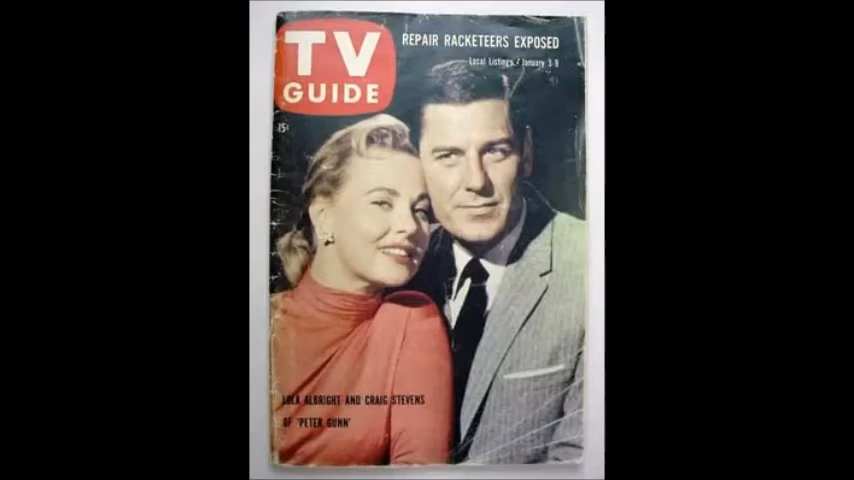 TV
GUIDE
REPAIR RACKETEERS EXPOSED
Local Listings / January 3-9
15¢
LOLA ALBRIGHT AND CRAIG STEVENS
OF 'PETER GUNN'